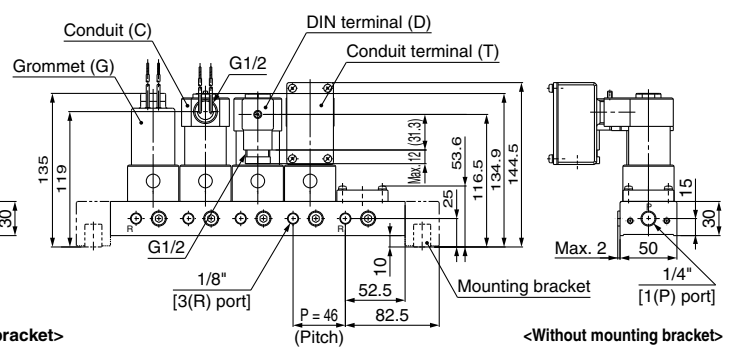 DIN terminal (D)
Conduit (C)
Conduit terminal (T)
G1/2
Grommet (G)
135
119
30
(31.3)
Max. 12
53.6
25
116.5
134.9
144.5
10
R
R
G1/2
1/8"
[3(R) port]
52.5
P = 46
(Pitch)
82.5
Mounting bracket
P
15
30
Max. 2
50
1/4"
[1(P) port]
bracket>
<Without mounting bracket>